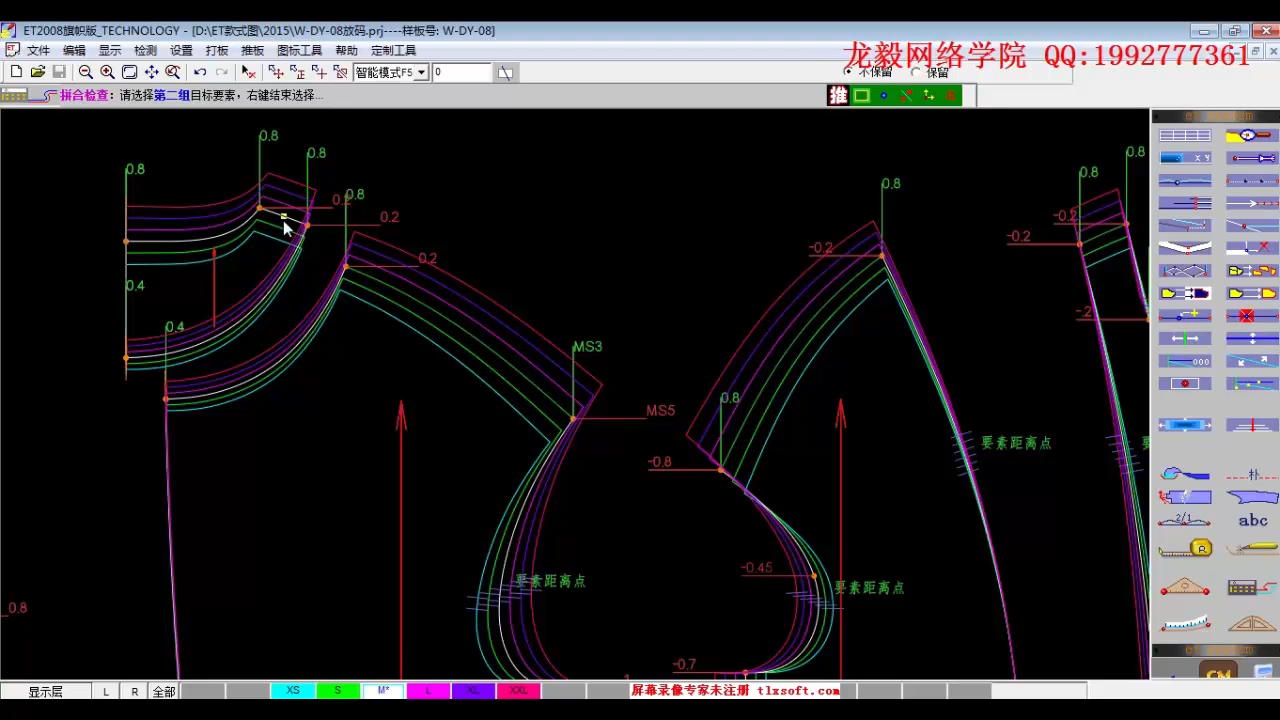 ET2008旗帜版_TECHNOLOGY - [D:\ET款式图\2015\W-DY-08放码.prj----样板号: W-DY-08]
文件 编辑 显示 检测 设置 打板 推板 图标工具 帮助 定制工具
龙毅网络学院 QQ:1992777361
智能模式F5 0 不保留 保留
拼合检查:请选择第二组目标要素，右键结束选择...
推
0.8
0.8
0.8
0.8
0.8
0.8
0.8
0.2
0.2
-0.2
-0.2
-0.2
0.2
0.4
0.4
-2
MS3
0.8
MS5
-0.8
要素距离点
-0.45
要素距离点
要素距离点
0.8
-0.7
2/1
朴
abc
R
000
X Y
显示层 L R 全部 XS S M* L XL XXL
屏幕录像专家未注册 tlxsoft.com